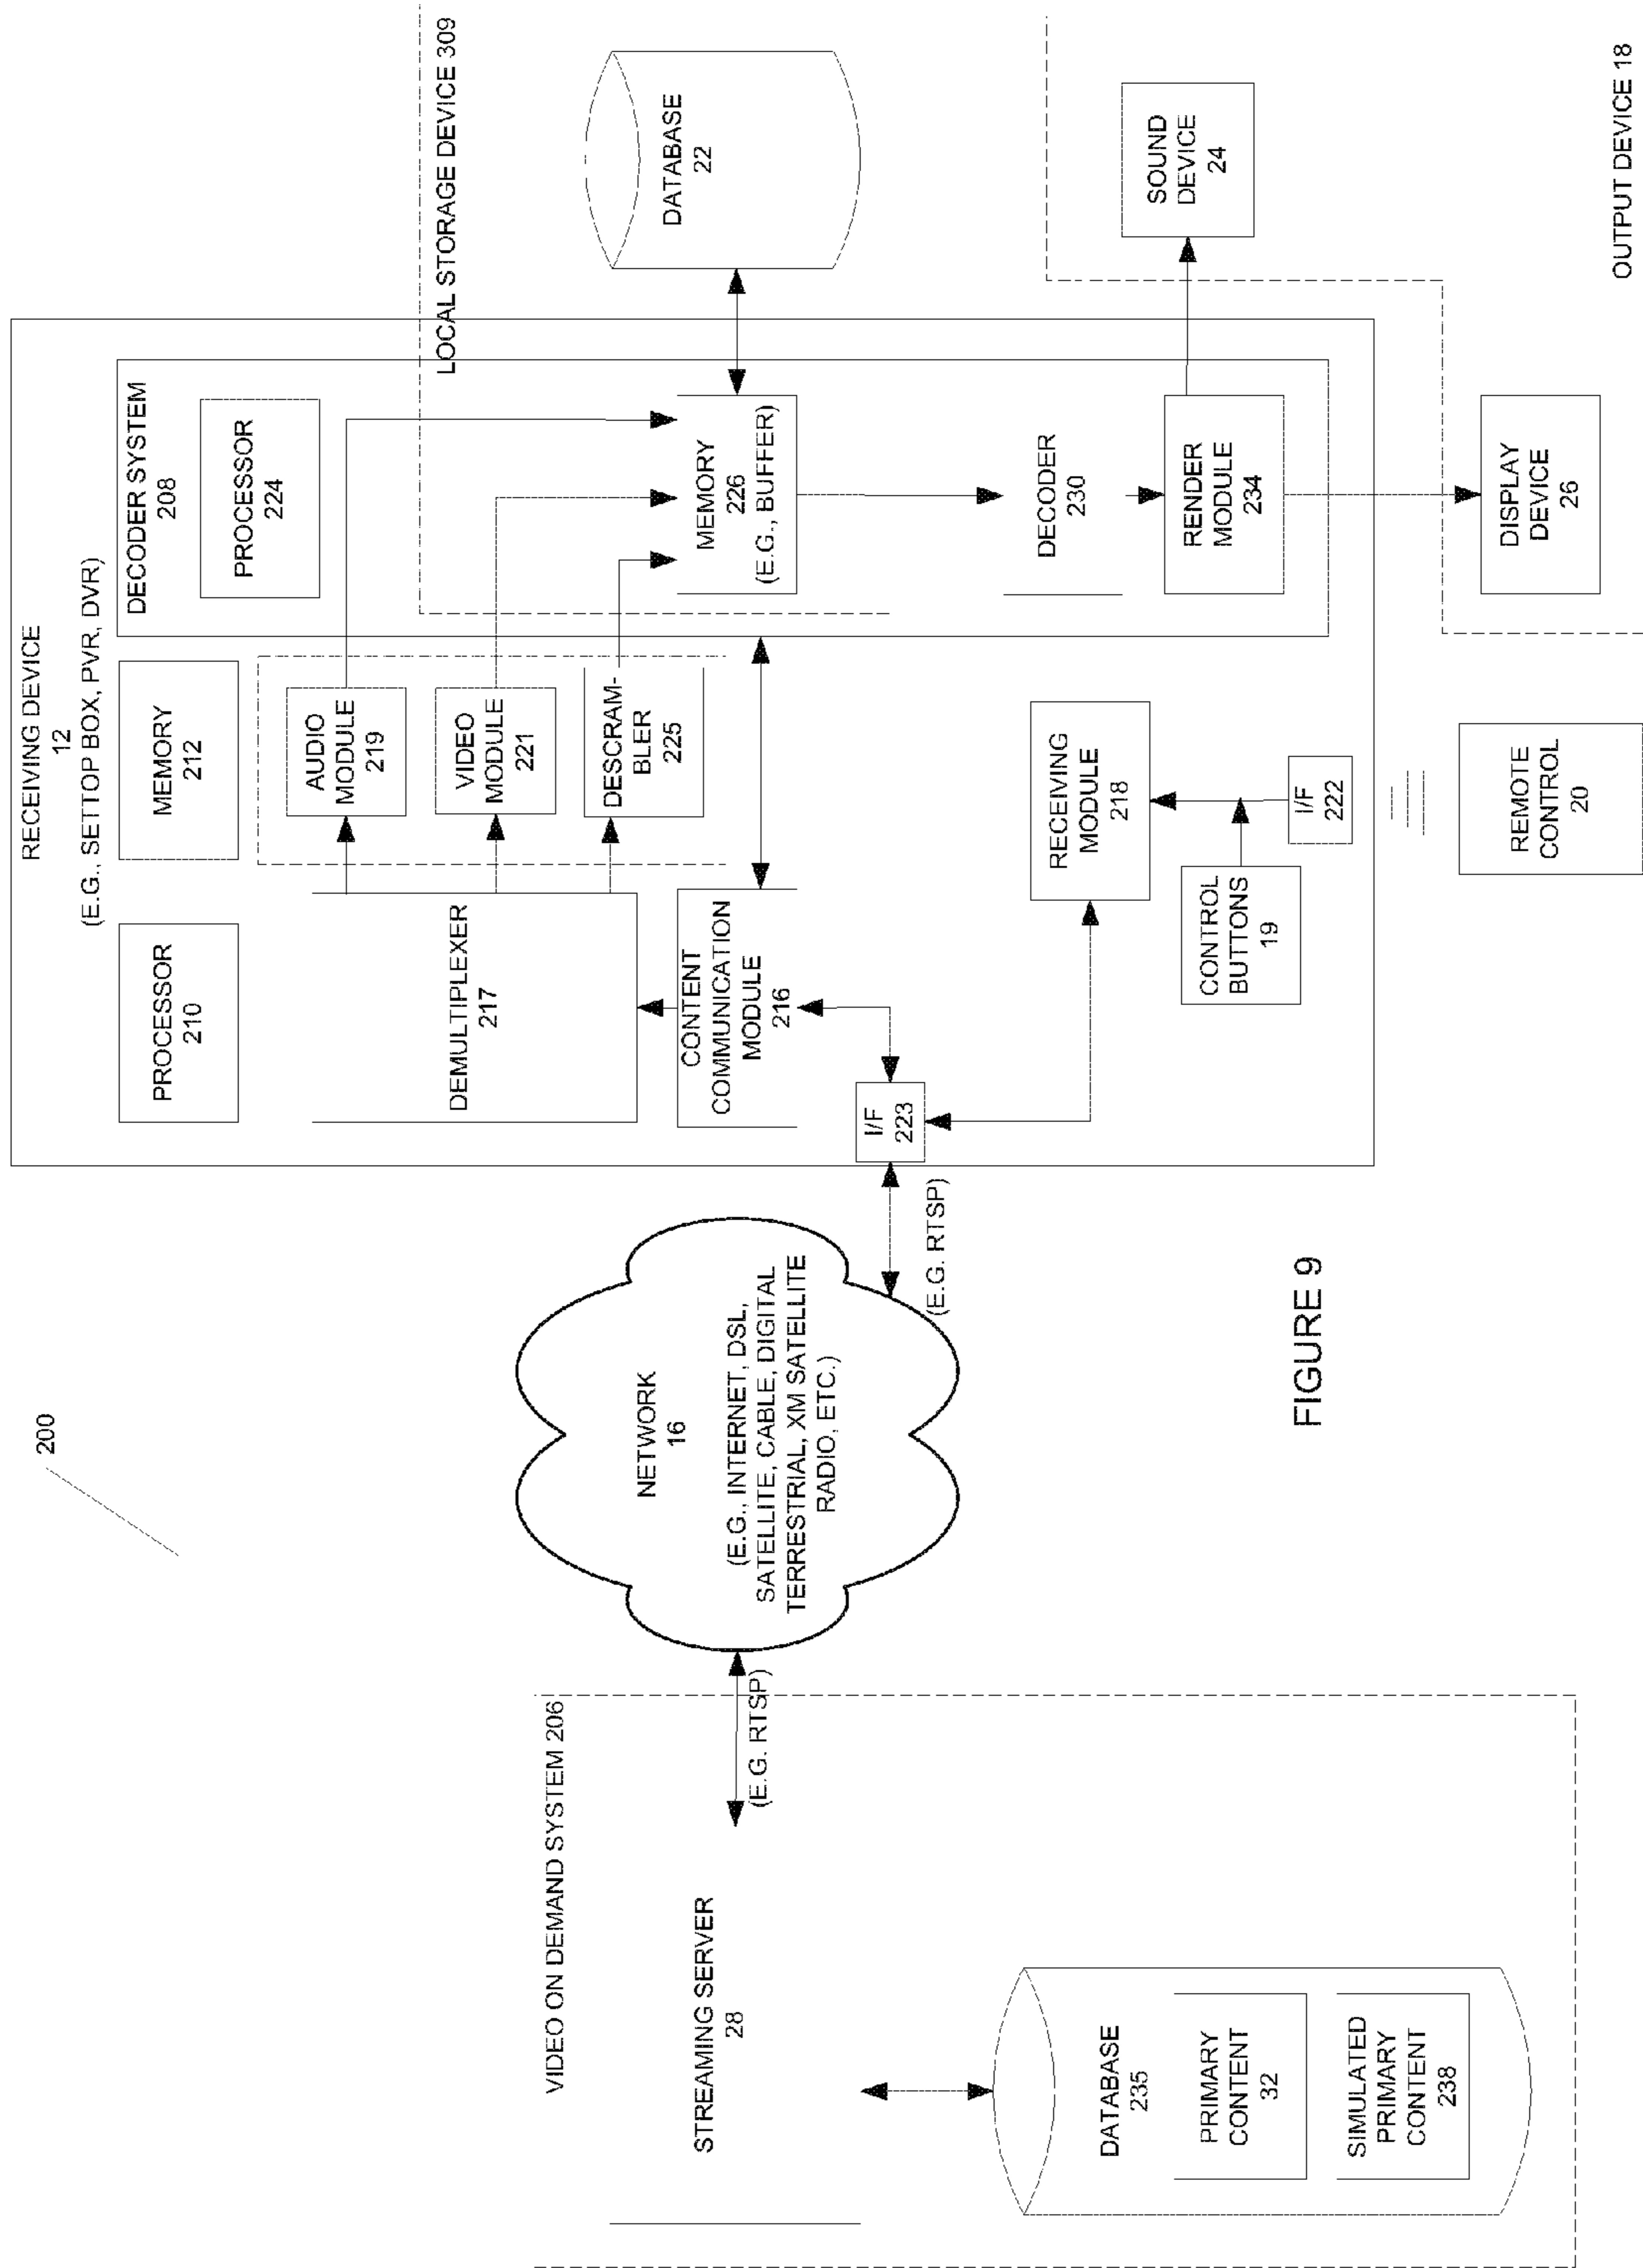 200
VIDEO ON DEMAND SYSTEM 206
STREAMING SERVER
28
(E.G. RTSP)
DATABASE
235
PRIMARY
CONTENT
32
SIMULATED
PRIMARY
CONTENT
238
NETWORK
16
(E.G., INTERNET, DSL,
SATELLITE, CABLE, DIGITAL
TERRESTRIAL, XM SATELLITE
RADIO, ETC.)
(E.G. RTSP)
RECEIVING DEVICE
12
(E.G., SETTOP BOX, PVR, DVR)
PROCESSOR
210
MEMORY
212
DEMULTIPLEXER
217
AUDIO
MODULE
219
VIDEO
MODULE
221
DESCRAM-
BLER
225
CONTENT
COMMUNICATION
MODULE
216
I/F
223
RECEIVING
MODULE
218
CONTROL
BUTTONS
19
I/F
222
REMOTE
CONTROL
20
DECODER SYSTEM
208
PROCESSOR
224
LOCAL STORAGE DEVICE 309
MEMORY
226
(E.G., BUFFER)
DATABASE
22
DECODER
230
RENDER
MODULE
234
SOUND
DEVICE
24
DISPLAY
DEVICE
26
OUTPUT DEVICE 18
FIGURE 9